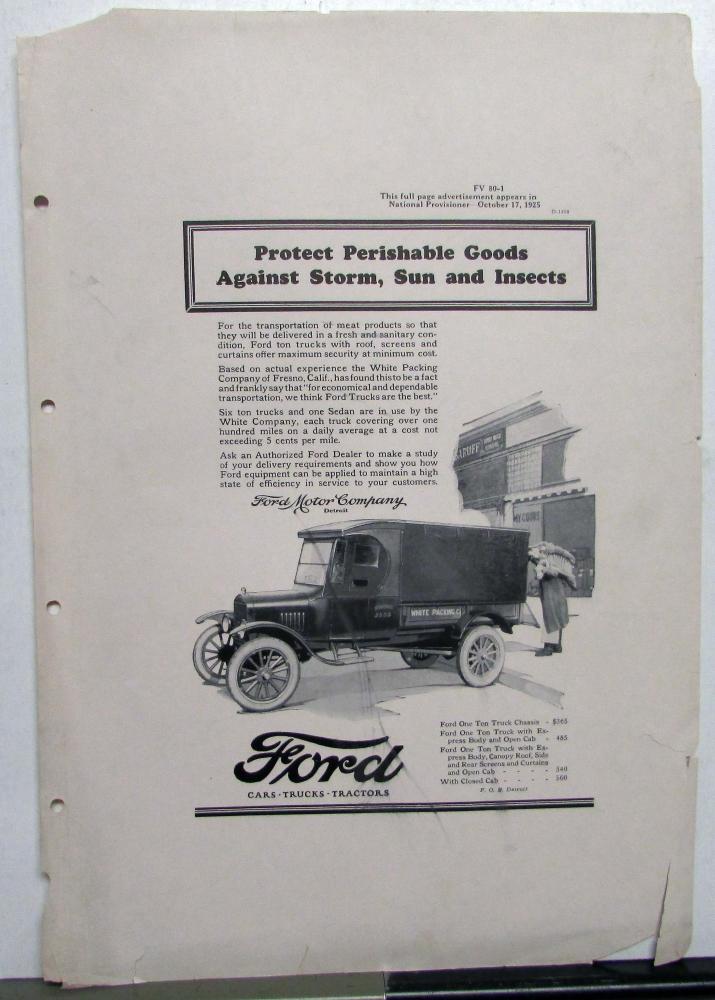 FV 80-1
This full page advertisement appears in
National Provisioner—October 17, 1925
Protect Perishable Goods
Against Storm, Sun and Insects
For the transportation of meat products so that
they will be delivered in a fresh and sanitary con-
dition, Ford ton trucks with roof, screens and
curtains offer maximum security at minimum cost.
Based on actual experience the White Packing
Company of Fresno, Calif., has found this to be a fact
and frankly say that "for economical and dependable
transportation, we think Ford Trucks are the best."
Six ton trucks and one Sedan are in use by the
White Company, each truck covering over one
hundred miles on a daily average at a cost not
exceeding 5 cents per mile.
Ask an Authorized Ford Dealer to make a study
of your delivery requirements and show you how
Ford equipment can be applied to maintain a high
state of efficiency in service to your customers.
Ford Motor Company
Detroit
WHITE PACKING C
Ford
CARS · TRUCKS · TRACTORS
Ford One Ton Truck Chassis - $365
Ford One Ton Truck with Ex-
press Body and Open Cab - 485
Ford One Ton Truck with Ex-
press Body, Canopy Roof, Side
and Rear Screens and Curtains
and Open Cab - - - - 540
With Closed Cab - - - - 560
F. O. B. Detroit